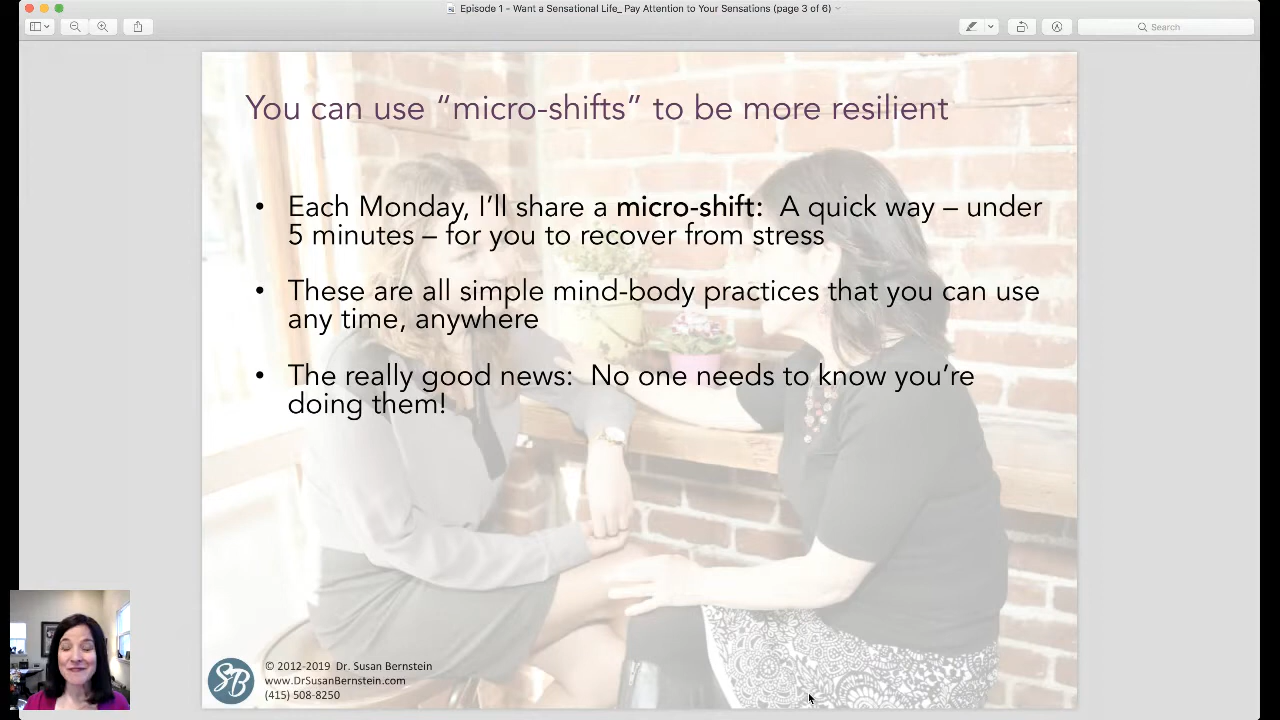 Episode 1 - Want a Sensational Life_ Pay Attention to Your Sensations (page 3 of 6)
Search
You can use “micro-shifts” to be more resilient
• Each Monday, I’ll share a micro-shift: A quick way – under
5 minutes – for you to recover from stress
• These are all simple mind-body practices that you can use
any time, anywhere
• The really good news: No one needs to know you’re
doing them!
SB
© 2012-2019 Dr. Susan Bernstein
www.DrSusanBernstein.com
(415) 508-8250